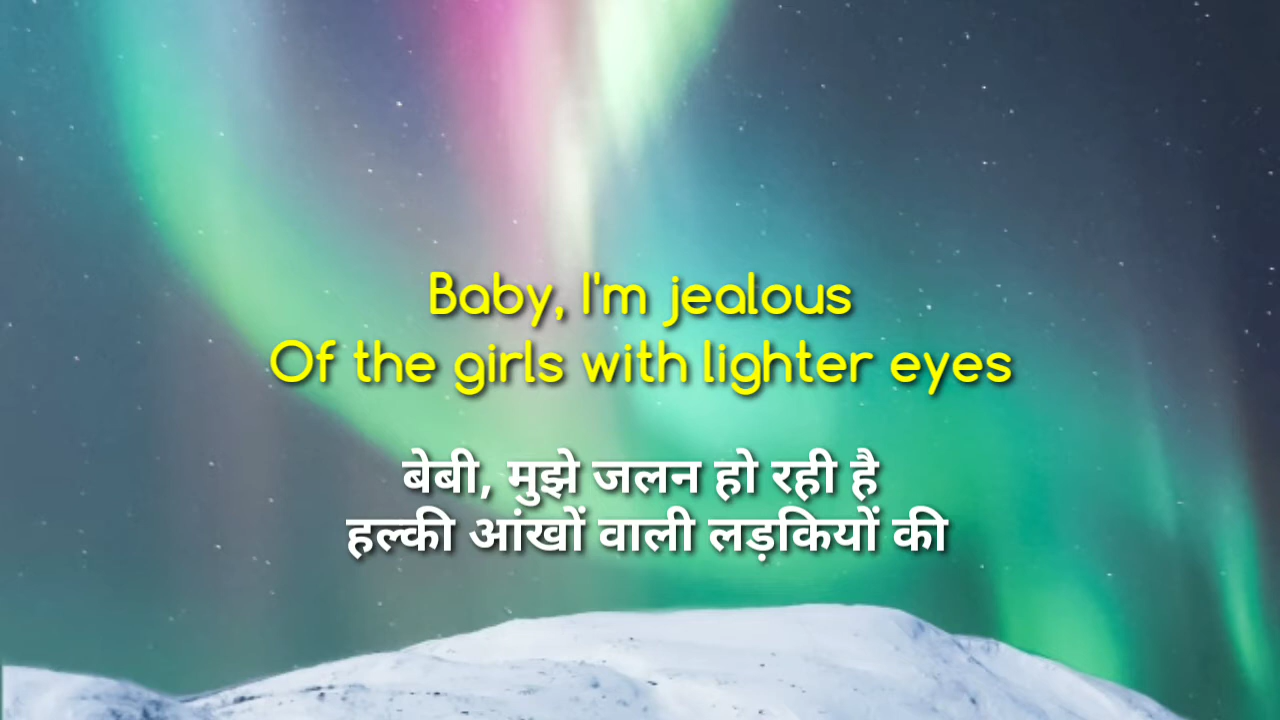 Baby, I'm jealous
Of the girls with lighter eyes
बेबी, मुझे जलन हो रही है
हल्की आंखों वाली लड़कियों की